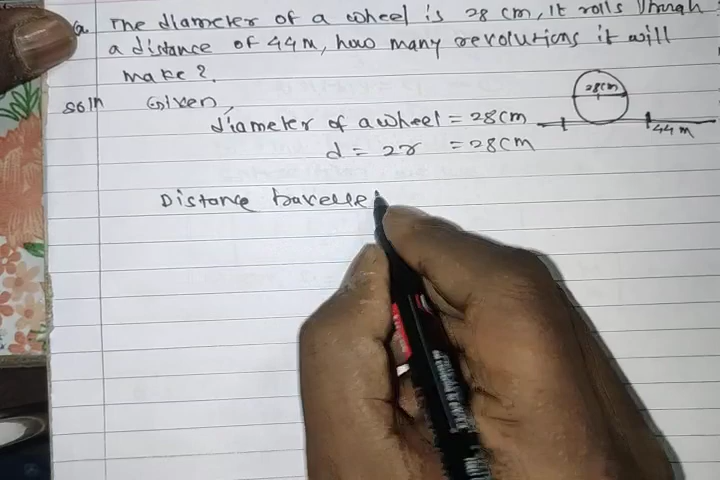 Q. The diameter of a wheel is 28 cm, it rolls through
a distance of 44m, how many revolutions it will
make?
Soln Given,
28cm
diameter of a wheel = 28cm
44 m
d = 2r = 28cm
Distance travelle